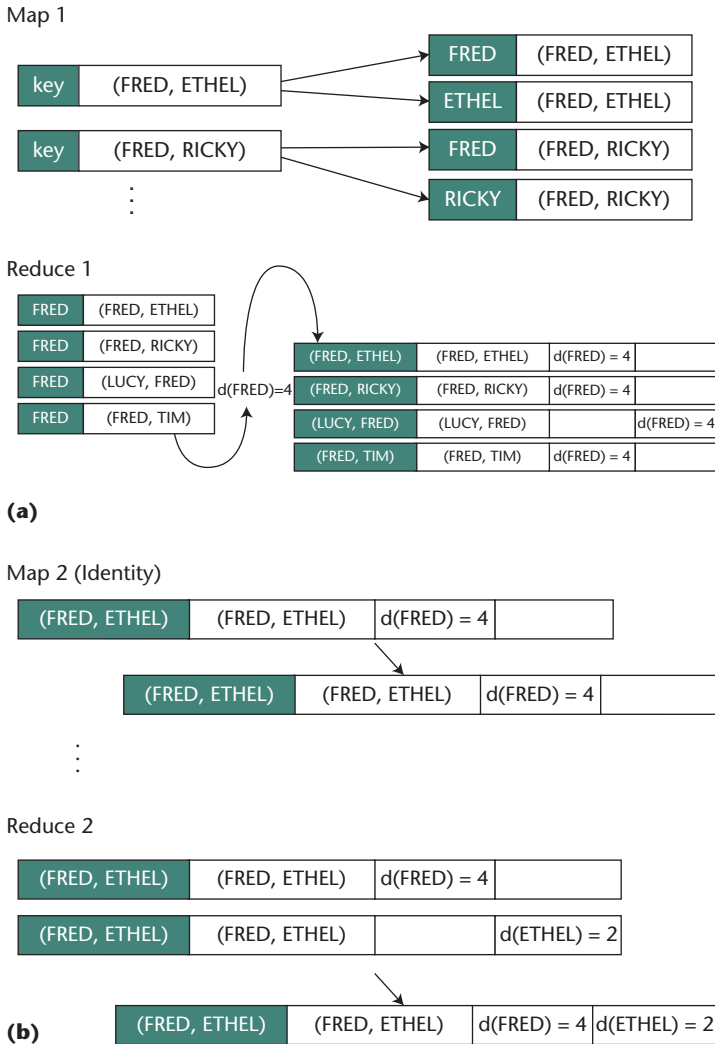 Map 1
key (FRED, ETHEL)
FRED (FRED, ETHEL)
ETHEL (FRED, ETHEL)
key (FRED, RICKY)
FRED (FRED, RICKY)
RICKY (FRED, RICKY)
Reduce 1
FRED (FRED, ETHEL)
FRED (FRED, RICKY)
FRED (LUCY, FRED)
FRED (FRED, TIM)
d(FRED)=4
(FRED, ETHEL) (FRED, ETHEL) d(FRED) = 4
(FRED, RICKY) (FRED, RICKY) d(FRED) = 4
(LUCY, FRED) (LUCY, FRED) d(FRED) = 4
(FRED, TIM) (FRED, TIM) d(FRED) = 4
(a)
Map 2 (Identity)
(FRED, ETHEL) (FRED, ETHEL) d(FRED) = 4
(FRED, ETHEL) (FRED, ETHEL) d(FRED) = 4
Reduce 2
(FRED, ETHEL) (FRED, ETHEL) d(FRED) = 4
(FRED, ETHEL) (FRED, ETHEL) d(ETHEL) = 2
(FRED, ETHEL) (FRED, ETHEL) d(FRED) = 4 d(ETHEL) = 2
(b)